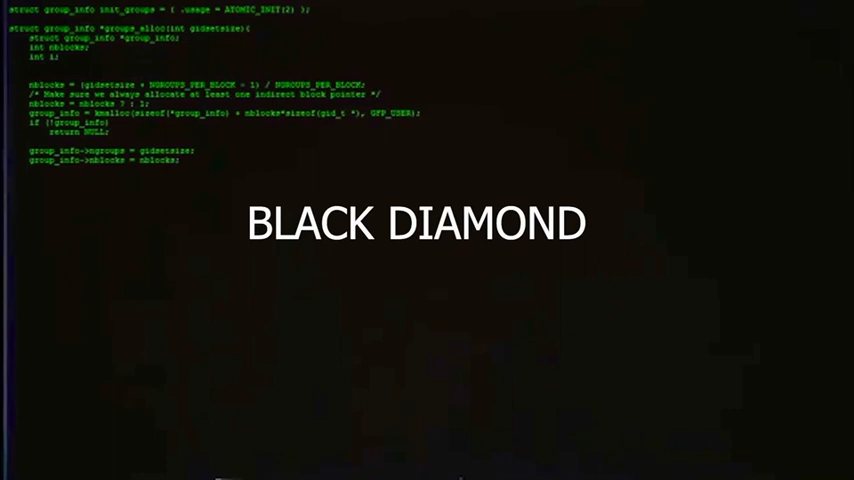 struct group_info init_groups = { .usage = ATOMIC_INIT(2) };
struct group_info *groups_alloc(int gidsetsize){
struct group_info *group_info;
int nblocks;
int i;
nblocks = (gidsetsize + NGROUPS_PER_BLOCK - 1) / NGROUPS_PER_BLOCK;
/* Make sure we always allocate at least one indirect block pointer */
nblocks = nblocks ? : 1;
group_info = kmalloc(sizeof(*group_info) + nblocks*sizeof(gid_t *), GFP_USER);
if (!group_info)
return NULL;
group_info->ngroups = gidsetsize;
group_info->nblocks = nblocks;
BLACK DIAMOND